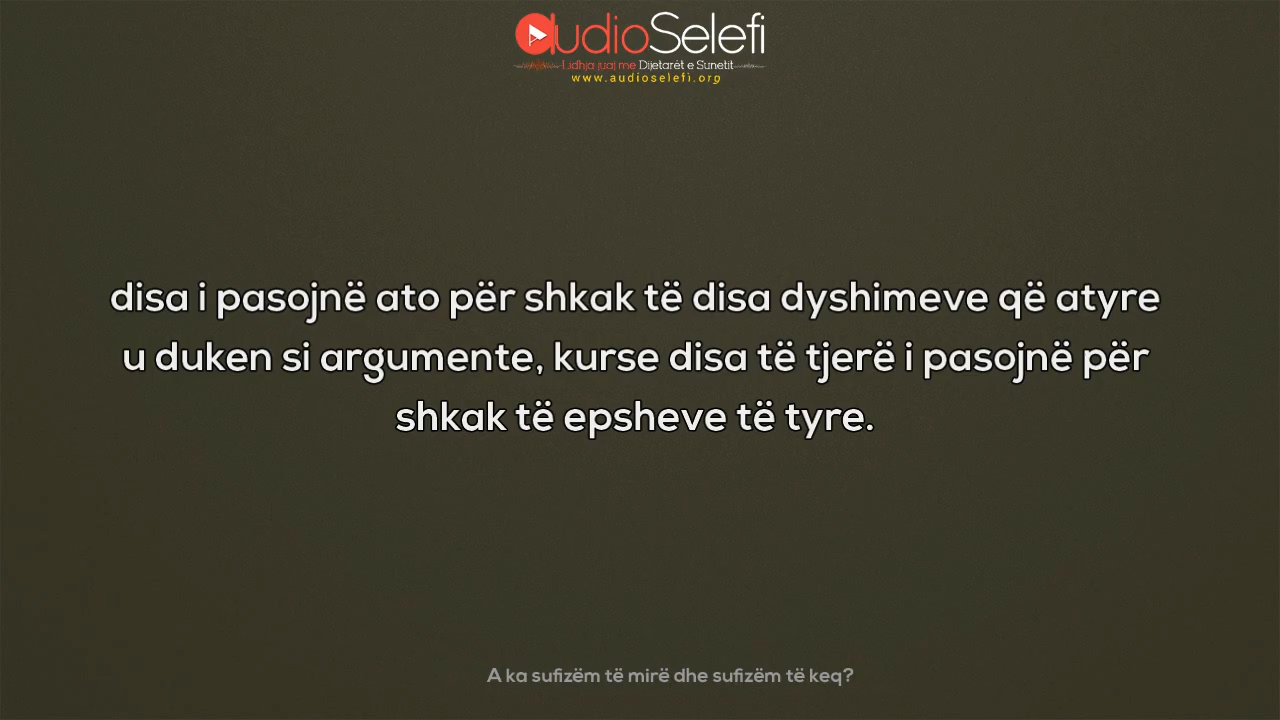 audioSelefi
Lidhja juaj me Dijetarët e Sunetit
www.audioselefi.org
disa i pasojnë ato për shkak të disa dyshimeve që atyre
u duken si argumente, kurse disa të tjerë i pasojnë për
shkak të epsheve të tyre.
A ka sufizëm të mirë dhe sufizëm të keq?